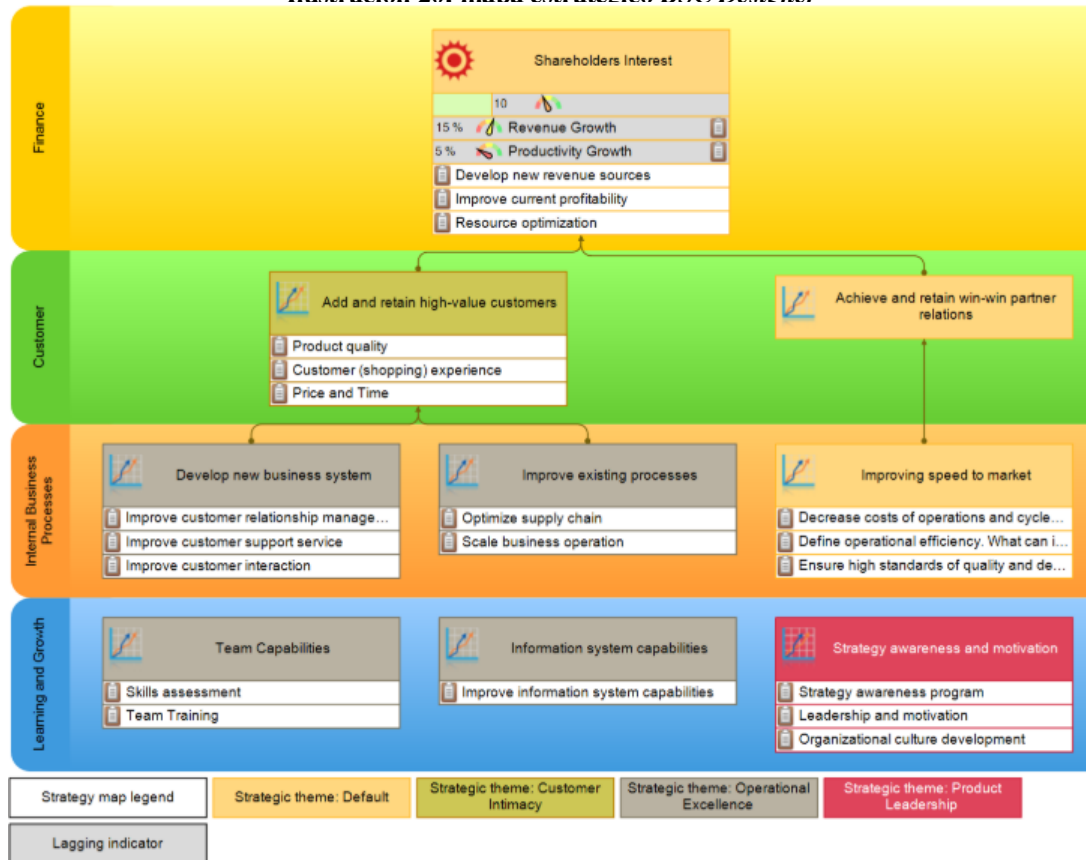 Finance
Shareholders Interest
10
15 % Revenue Growth
5 % Productivity Growth
Develop new revenue sources
Improve current profitability
Resource optimization
Customer
Add and retain high-value customers
Product quality
Customer (shopping) experience
Price and Time
Achieve and retain win-win partner
relations
Internal Business
Processes
Develop new business system
Improve customer relationship manage...
Improve customer support service
Improve customer interaction
Improve existing processes
Optimize supply chain
Scale business operation
Improving speed to market
Decrease costs of operations and cycle...
Define operational efficiency. What can i...
Ensure high standards of quality and de...
Learning and Growth
Team Capabilities
Skills assessment
Team Training
Information system capabilities
Improve information system capabilities
Strategy awareness and motivation
Strategy awareness program
Leadership and motivation
Organizational culture development
Strategy map legend
Strategic theme: Default
Strategic theme: Customer
Intimacy
Strategic theme: Operational
Excellence
Strategic theme: Product
Leadership
Lagging indicator